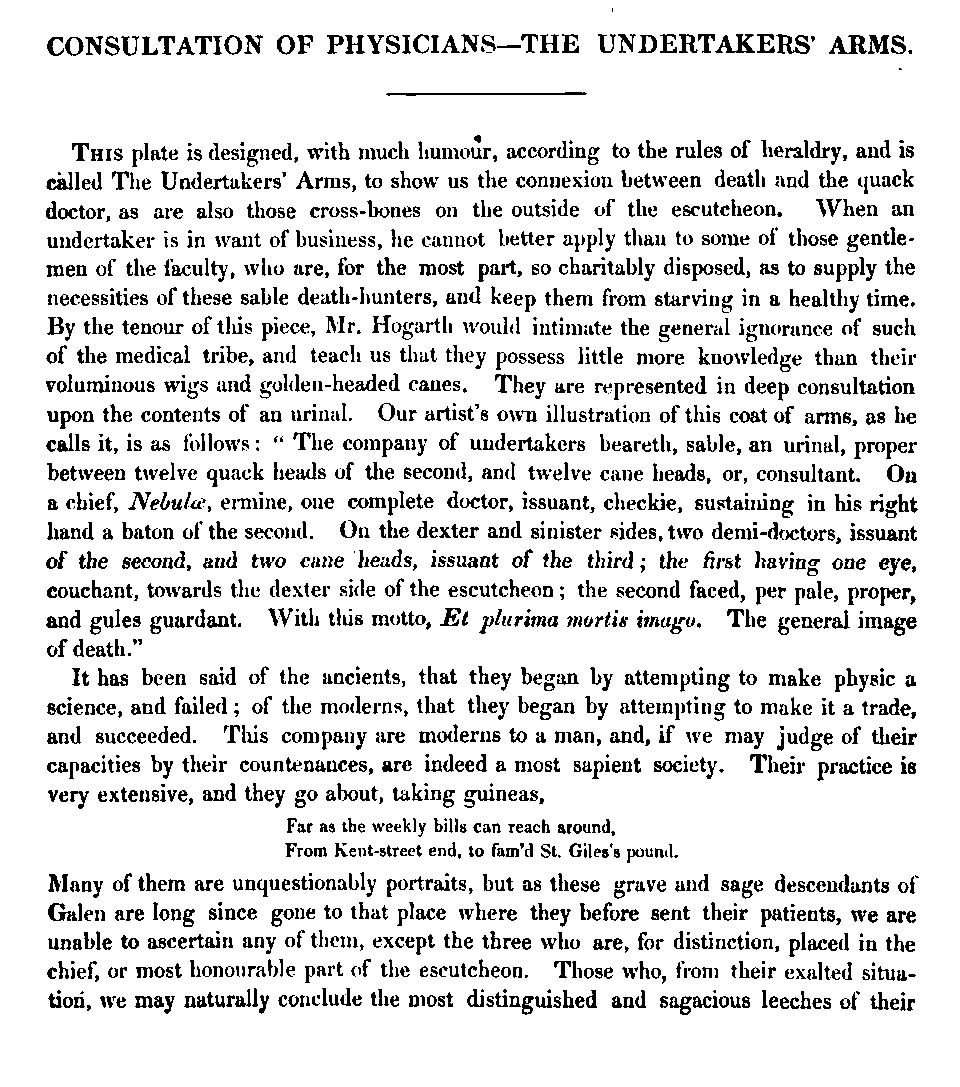 CONSULTATION OF PHYSICIANS—THE UNDERTAKERS' ARMS.
THIS plate is designed, with much humour, according to the rules of heraldry, and is
called The Undertakers' Arms, to show us the connexion between death and the quack
doctor, as are also those cross-bones on the outside of the escutcheon. When an
undertaker is in want of business, he cannot better apply than to some of those gentle-
men of the faculty, who are, for the most part, so charitably disposed, as to supply the
necessities of these sable death-hunters, and keep them from starving in a healthy time.
By the tenour of this piece, Mr. Hogarth would intimate the general ignorance of such
of the medical tribe, and teach us that they possess little more knowledge than their
voluminous wigs and golden-headed canes. They are represented in deep consultation
upon the contents of an urinal. Our artist's own illustration of this coat of arms, as he
calls it, is as follows: “ The company of undertakers beareth, sable, an urinal, proper
between twelve quack heads of the second, and twelve cane heads, or, consultant. On
a chief, Nebulæ, ermine, one complete doctor, issuant, checkie, sustaining in his right
hand a baton of the second. On the dexter and sinister sides, two demi-doctors, issuant
of the second, and two cane heads, issuant of the third; the first having one eye,
couchant, towards the dexter side of the escutcheon; the second faced, per pale, proper,
and gules guardant. With this motto, Et plurima mortis imago. The general image
of death.”
It has been said of the ancients, that they began by attempting to make physic a
science, and failed; of the moderns, that they began by attempting to make it a trade,
and succeeded. This company are moderns to a man, and, if we may judge of their
capacities by their countenances, are indeed a most sapient society. Their practice is
very extensive, and they go about, taking guineas,
Far as the weekly bills can reach around,
From Kent-street end, to fam'd St. Giles's pound.
Many of them are unquestionably portraits, but as these grave and sage descendants of
Galen are long since gone to that place where they before sent their patients, we are
unable to ascertain any of them, except the three who are, for distinction, placed in the
chief, or most honourable part of the escutcheon. Those who, from their exalted situa-
tion, we may naturally conclude the most distinguished and sagacious leeches of their